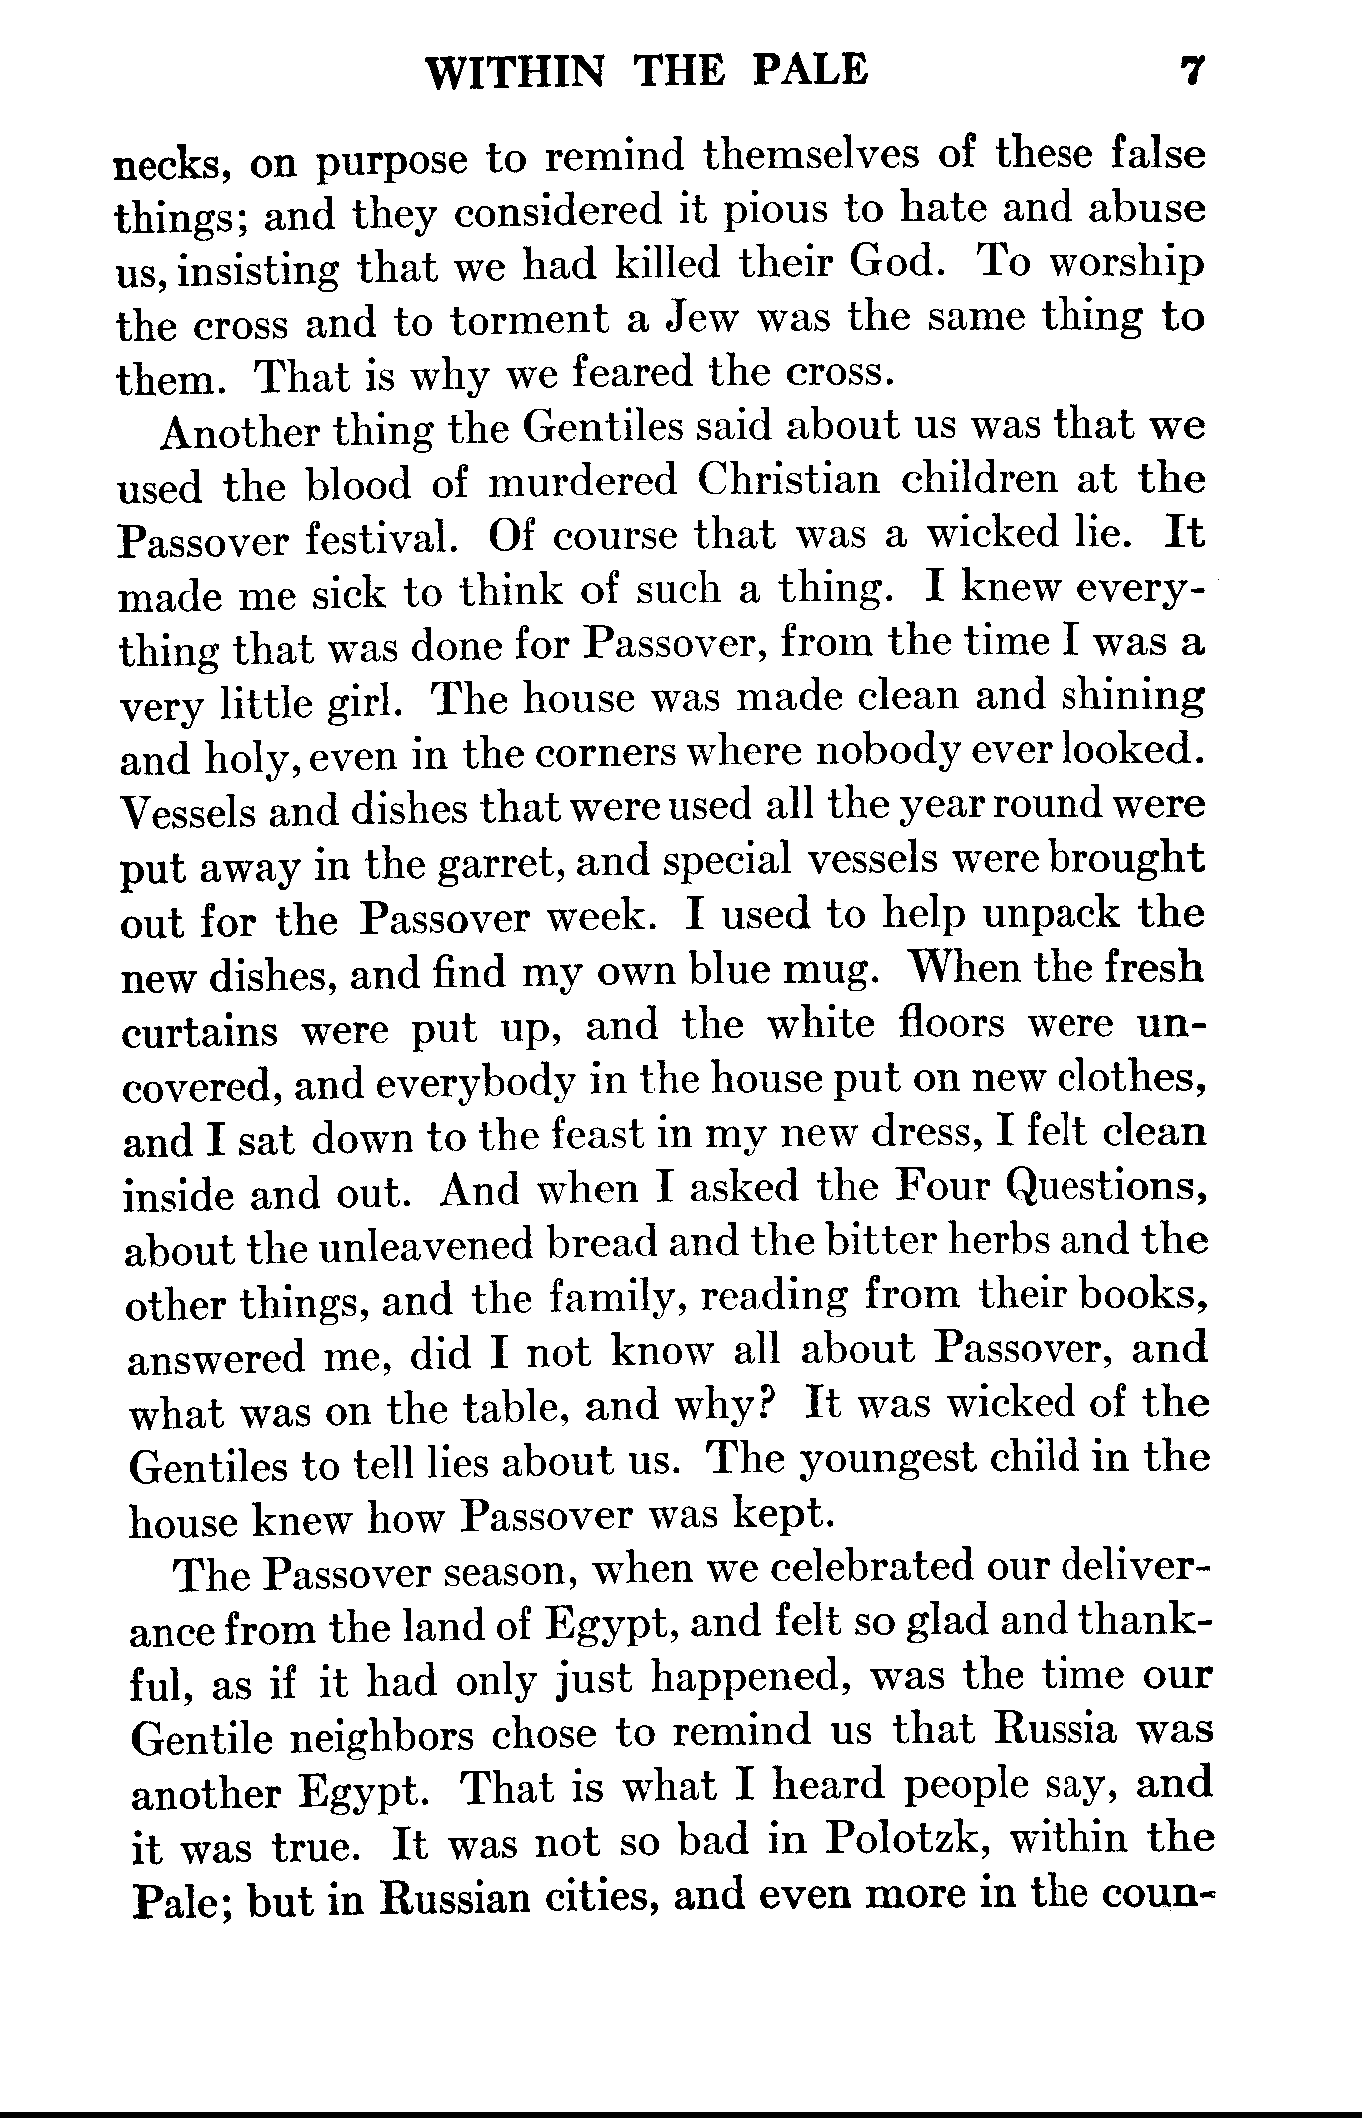 WITHIN THE PALE 7
necks, on purpose to remind themselves of these false
things; and they considered it pious to hate and abuse
us, insisting that we had killed their God. To worship
the cross and to torment a Jew was the same thing to
them. That is why we feared the cross.
Another thing the Gentiles said about us was that we
used the blood of murdered Christian children at the
Passover festival. Of course that was a wicked lie. It
made me sick to think of such a thing. I knew every-
thing that was done for Passover, from the time I was a
very little girl. The house was made clean and shining
and holy, even in the corners where nobody ever looked.
Vessels and dishes that were used all the year round were
put away in the garret, and special vessels were brought
out for the Passover week. I used to help unpack the
new dishes, and find my own blue mug. When the fresh
curtains were put up, and the white floors were un-
covered, and everybody in the house put on new clothes,
and I sat down to the feast in my new dress, I felt clean
inside and out. And when I asked the Four Questions,
about the unleavened bread and the bitter herbs and the
other things, and the family, reading from their books,
answered me, did I not know all about Passover, and
what was on the table, and why? It was wicked of the
Gentiles to tell lies about us. The youngest child in the
house knew how Passover was kept.
The Passover season, when we celebrated our deliver-
ance from the land of Egypt, and felt so glad and thank-
ful, as if it had only just happened, was the time our
Gentile neighbors chose to remind us that Russia was
another Egypt. That is what I heard people say, and
it was true. It was not so bad in Polotzk, within the
Pale; but in Russian cities, and even more in the coun-